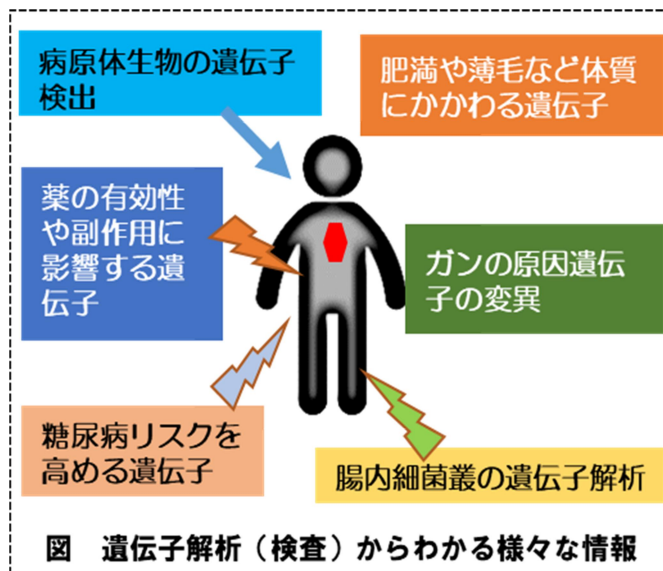 病原体生物の遺伝子
検出
肥満や薄毛など体質
にかかわる遺伝子
薬の有効性
や副作用に
影響する遺
伝子
ガンの原因遺伝
子の変異
糖尿病リスクを
高める遺伝子
腸内細菌叢の遺伝子解析
図　遺伝子解析（検査）からわかる様々な情報